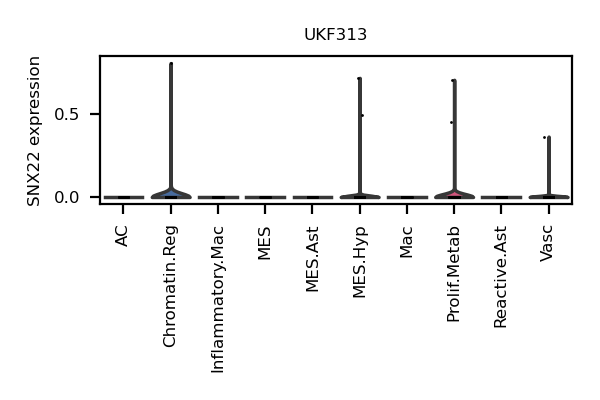 UKF313
SNX22 expression
0.5
0.0
AC
Chromatin.Reg
Inflammatory.Mac
MES
MES.Ast
MES.Hyp
Mac
Prolif.Metab
Reactive.Ast
Vasc